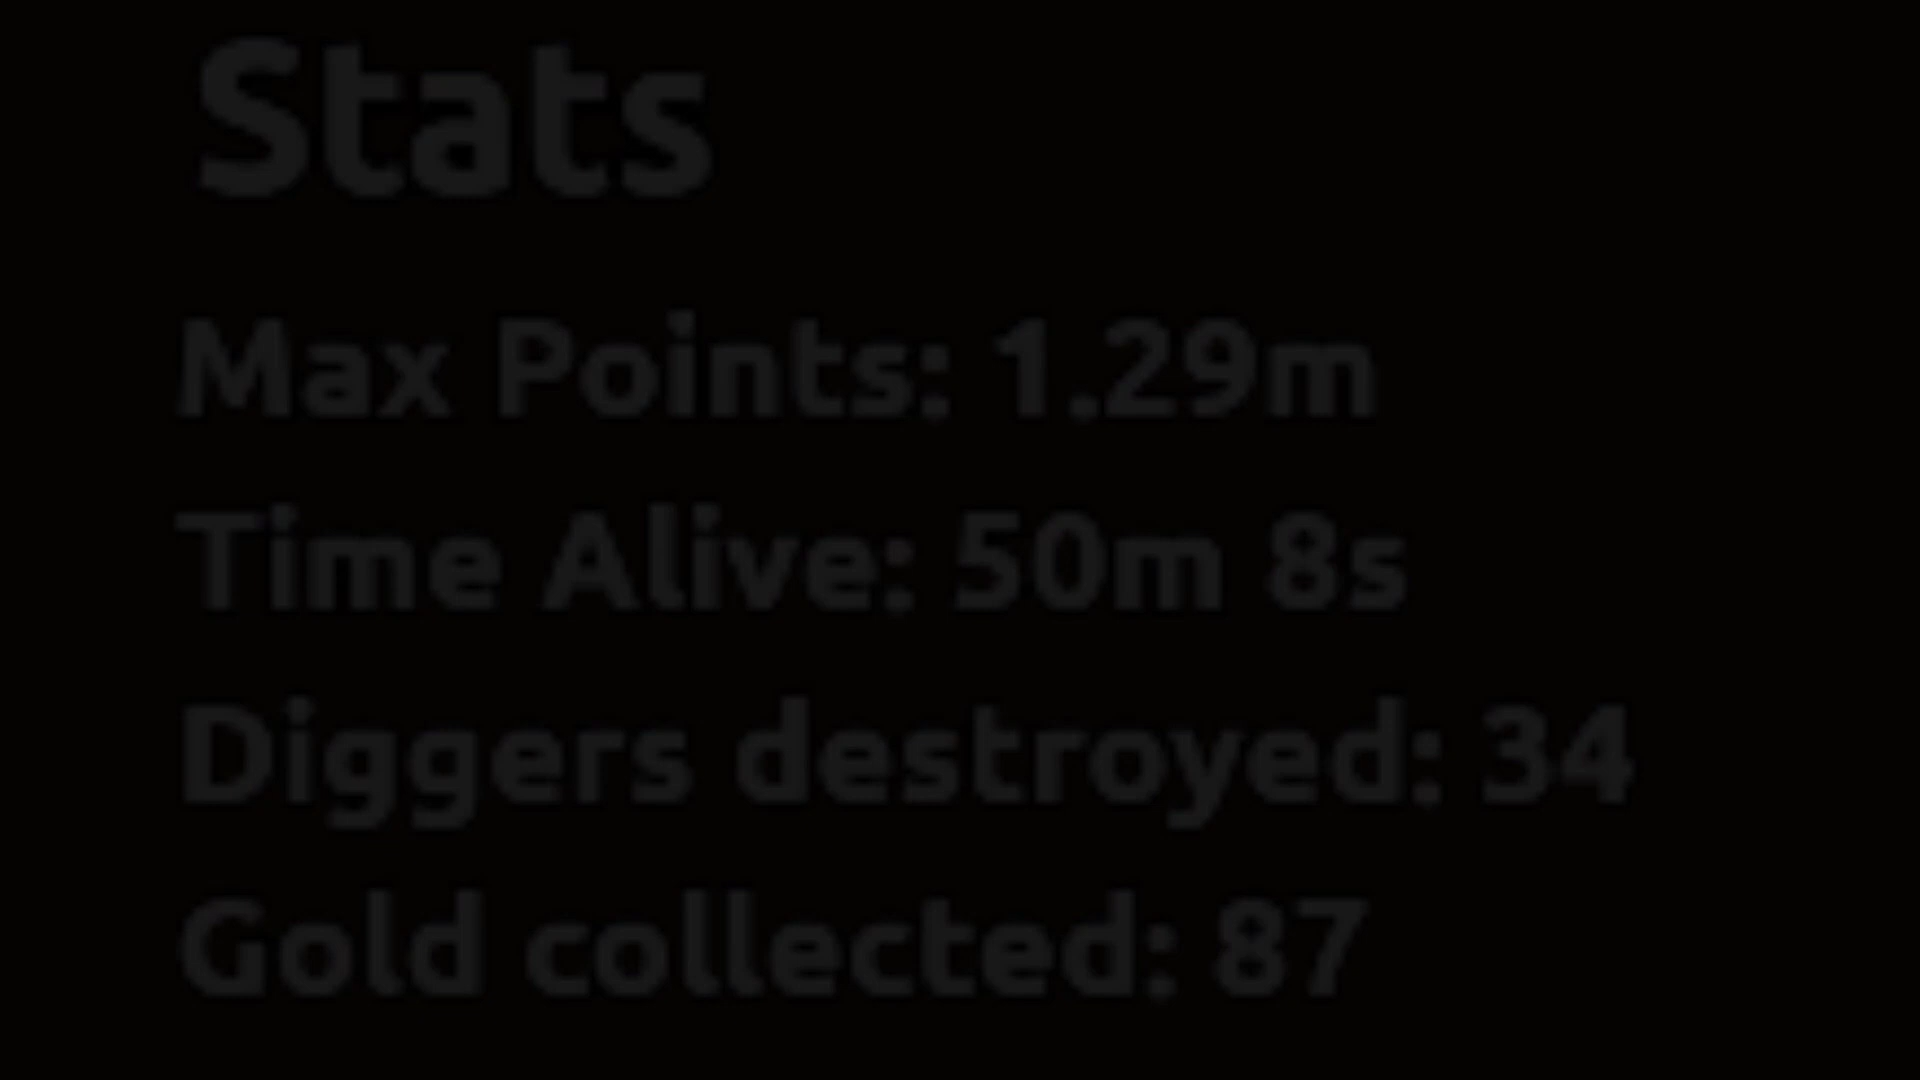 Stats
Max Points: 1.29m
Time Alive: 50m 8s
Diggers destroyed: 34
Gold collected: 87